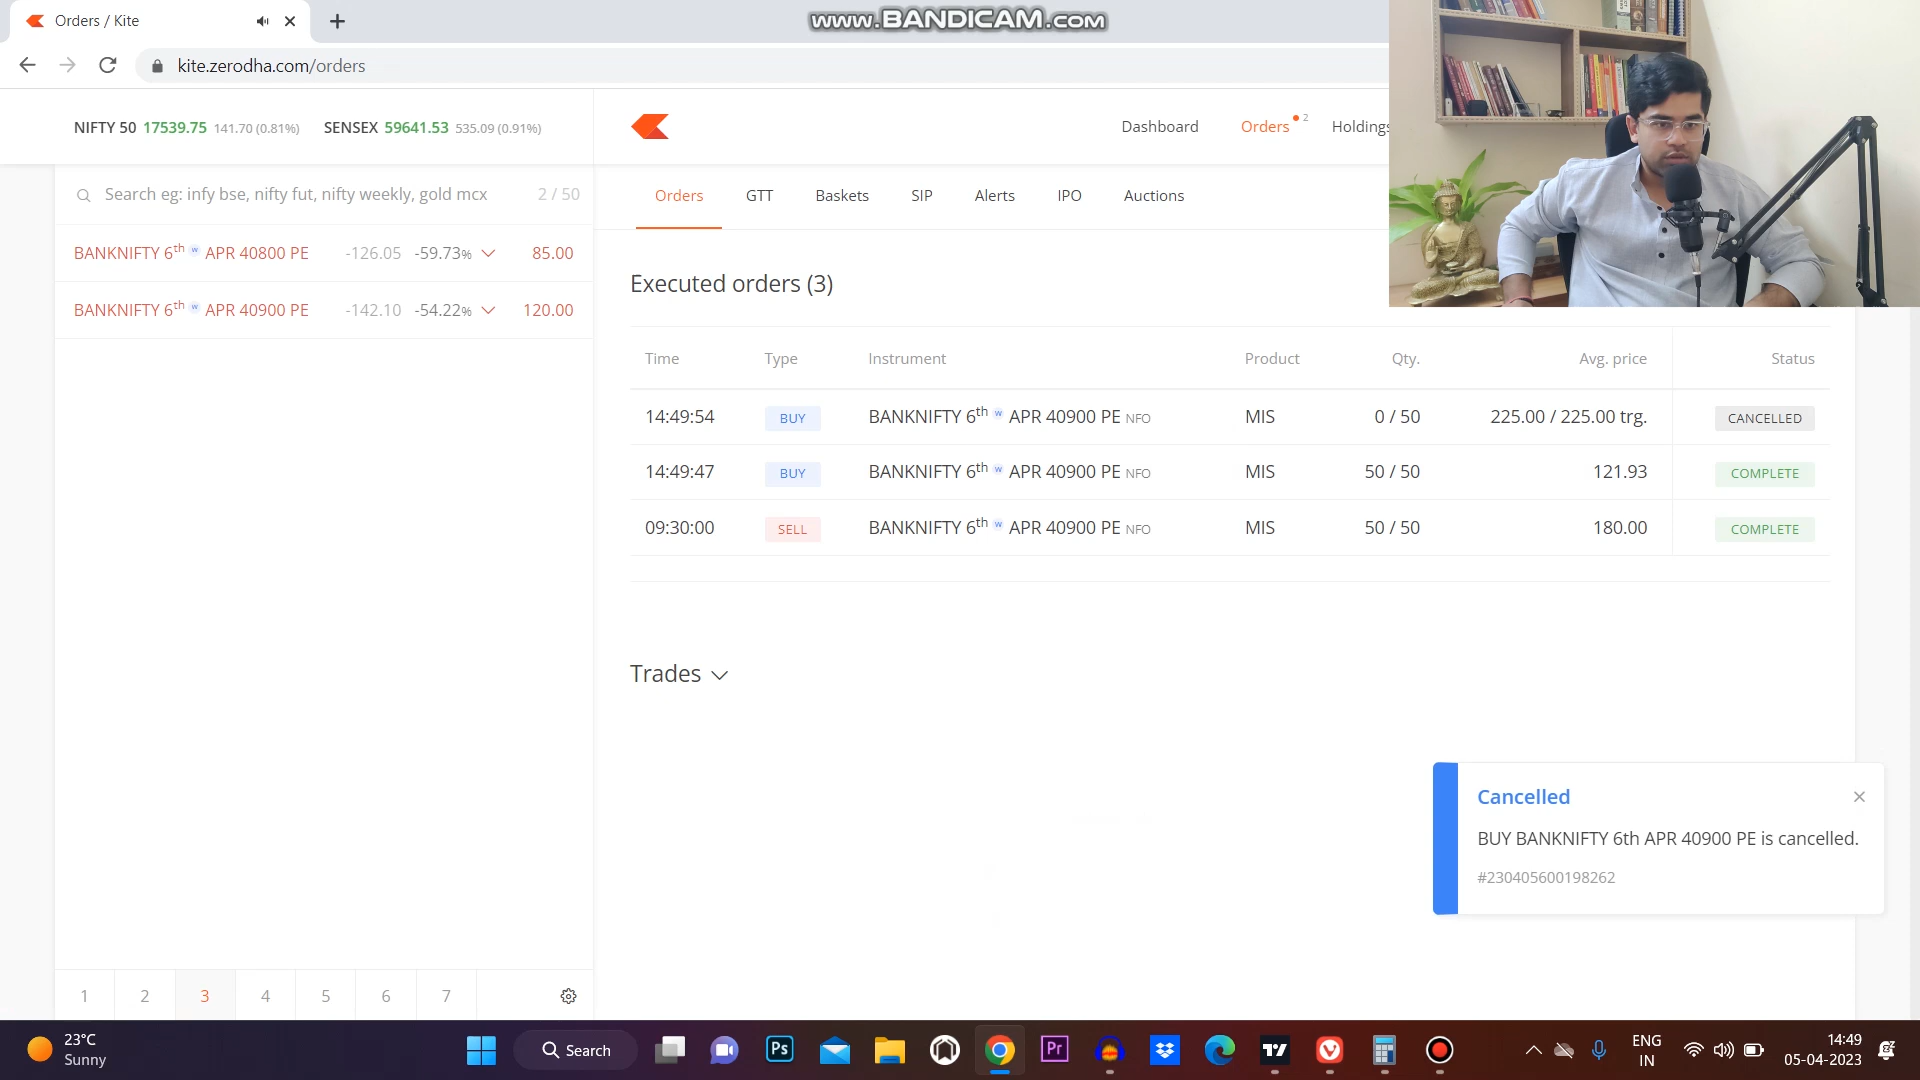 Orders / Kite
www.BANDICAM.com
kite.zerodha.com/orders
NIFTY 50 17539.75 141.70 (0.81%) SENSEX 59641.53 535.09 (0.91%)
Dashboard Orders 2 Holdings
Search eg: infy bse, nifty fut, nifty weekly, gold mcx 2 / 50
Orders GTT Baskets SIP Alerts IPO Auctions
BANKNIFTY 6th w APR 40800 PE -126.05 -59.73% 85.00
BANKNIFTY 6th w APR 40900 PE -142.10 -54.22% 120.00
Executed orders (3)
Time Type Instrument Product Qty. Avg. price Status
14:49:54 BUY BANKNIFTY 6th w APR 40900 PE NFO MIS 0 / 50 225.00 / 225.00 trg. CANCELLED
14:49:47 BUY BANKNIFTY 6th w APR 40900 PE NFO MIS 50 / 50 121.93 COMPLETE
09:30:00 SELL BANKNIFTY 6th w APR 40900 PE NFO MIS 50 / 50 180.00 COMPLETE
Trades
Cancelled
BUY BANKNIFTY 6th APR 40900 PE is cancelled.
#230405600198262
1 2 3 4 5 6 7
23°C
Sunny
Search
Ps
Pr
ENG
IN
14:49
05-04-2023